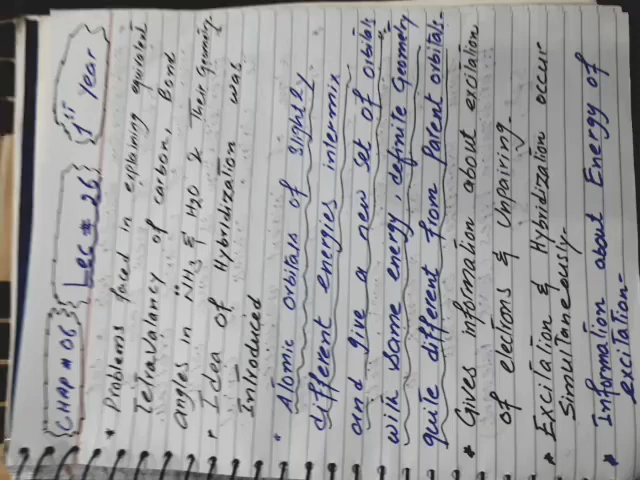 CHAP # 06 Lec # 26 1st Year
* Problems faced in explaining equivalent
Tetravalancy of carbon, Bond
angles in NH3 & H2O & Their Geometry.
* Idea of Hybridization was
Introduced
" Atomic orbitals of slightly
different energies intermix
and give a new set of orbitals
with same energy, definite Geometry
quite different from Parent orbitals.
* Gives information about excitation
of electrons & Unpairing.
* Excitation & Hybridization occur
Simultaneously.
* Information about Energy of
excitation.